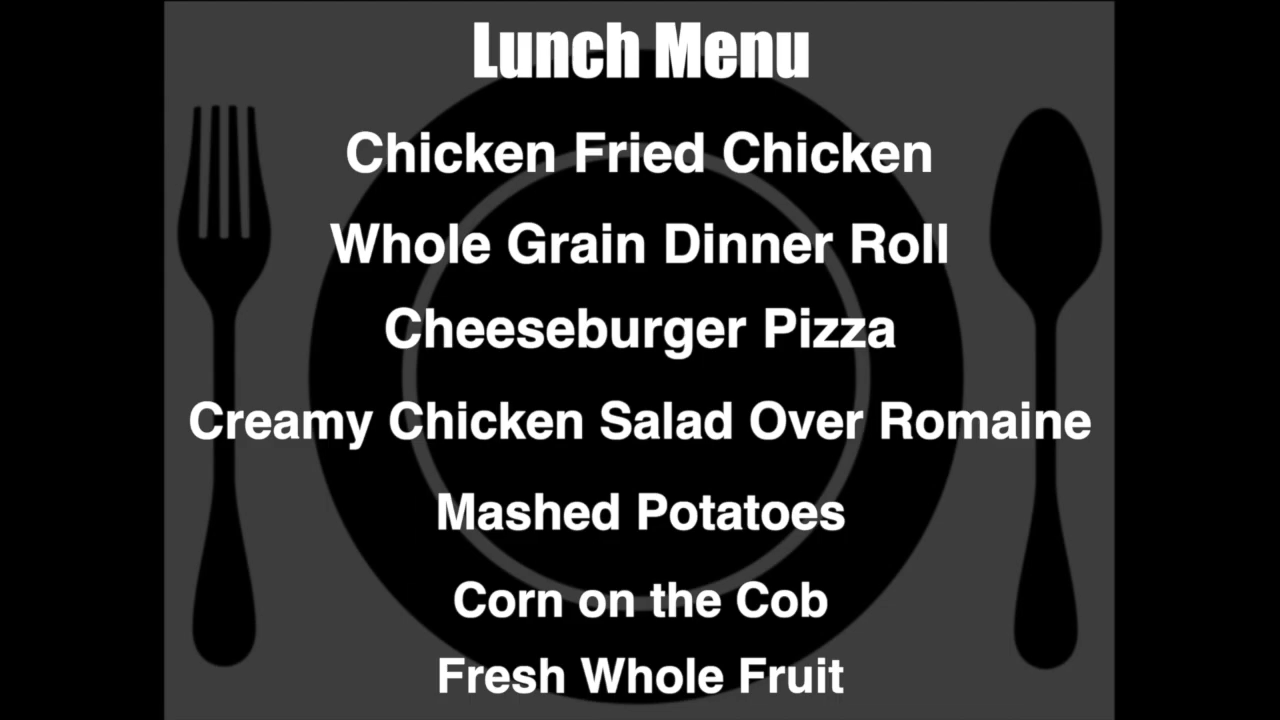 Lunch Menu
Chicken Fried Chicken
Whole Grain Dinner Roll
Cheeseburger Pizza
Creamy Chicken Salad Over Romaine
Mashed Potatoes
Corn on the Cob
Fresh Whole Fruit